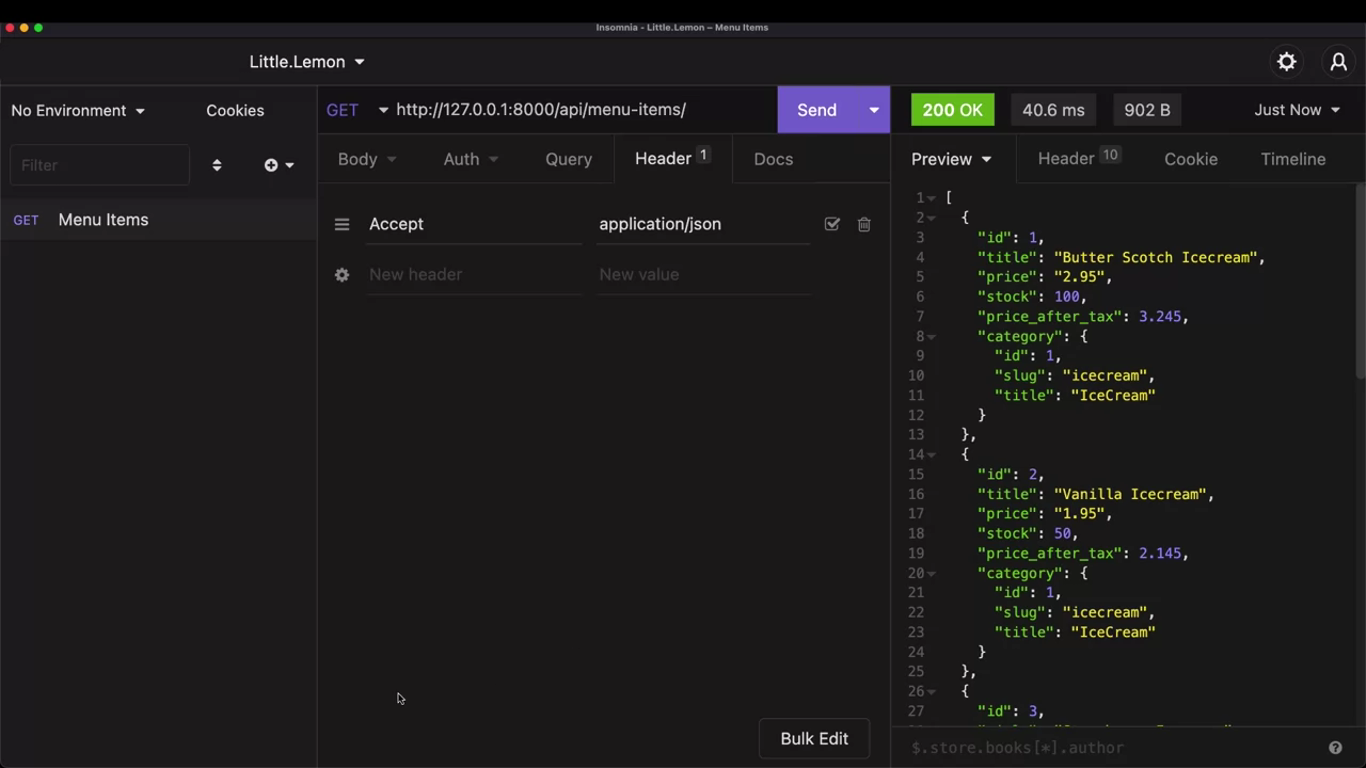 Insomnia - Little.Lemon – Menu Items
Little.Lemon
No Environment
Cookies
GET http://127.0.0.1:8000/api/menu-items/
Send
200 OK
40.6 ms
902 B
Just Now
Filter
Body
Auth
Query
Header 1
Docs
Preview
Header 10
Cookie
Timeline
GET Menu Items
Accept
application/json
New header
New value
Bulk Edit
1 [
2 {
3 "id": 1,
4 "title": "Butter Scotch Icecream",
5 "price": "2.95",
6 "stock": 100,
7 "price_after_tax": 3.245,
8 "category": {
9 "id": 1,
10 "slug": "icecream",
11 "title": "IceCream"
12 }
13 },
14 {
15 "id": 2,
16 "title": "Vanilla Icecream",
17 "price": "1.95",
18 "stock": 50,
19 "price_after_tax": 2.145,
20 "category": {
21 "id": 1,
22 "slug": "icecream",
23 "title": "IceCream"
24 }
25 },
26 {
27 "id": 3,
$.store.books[*].author